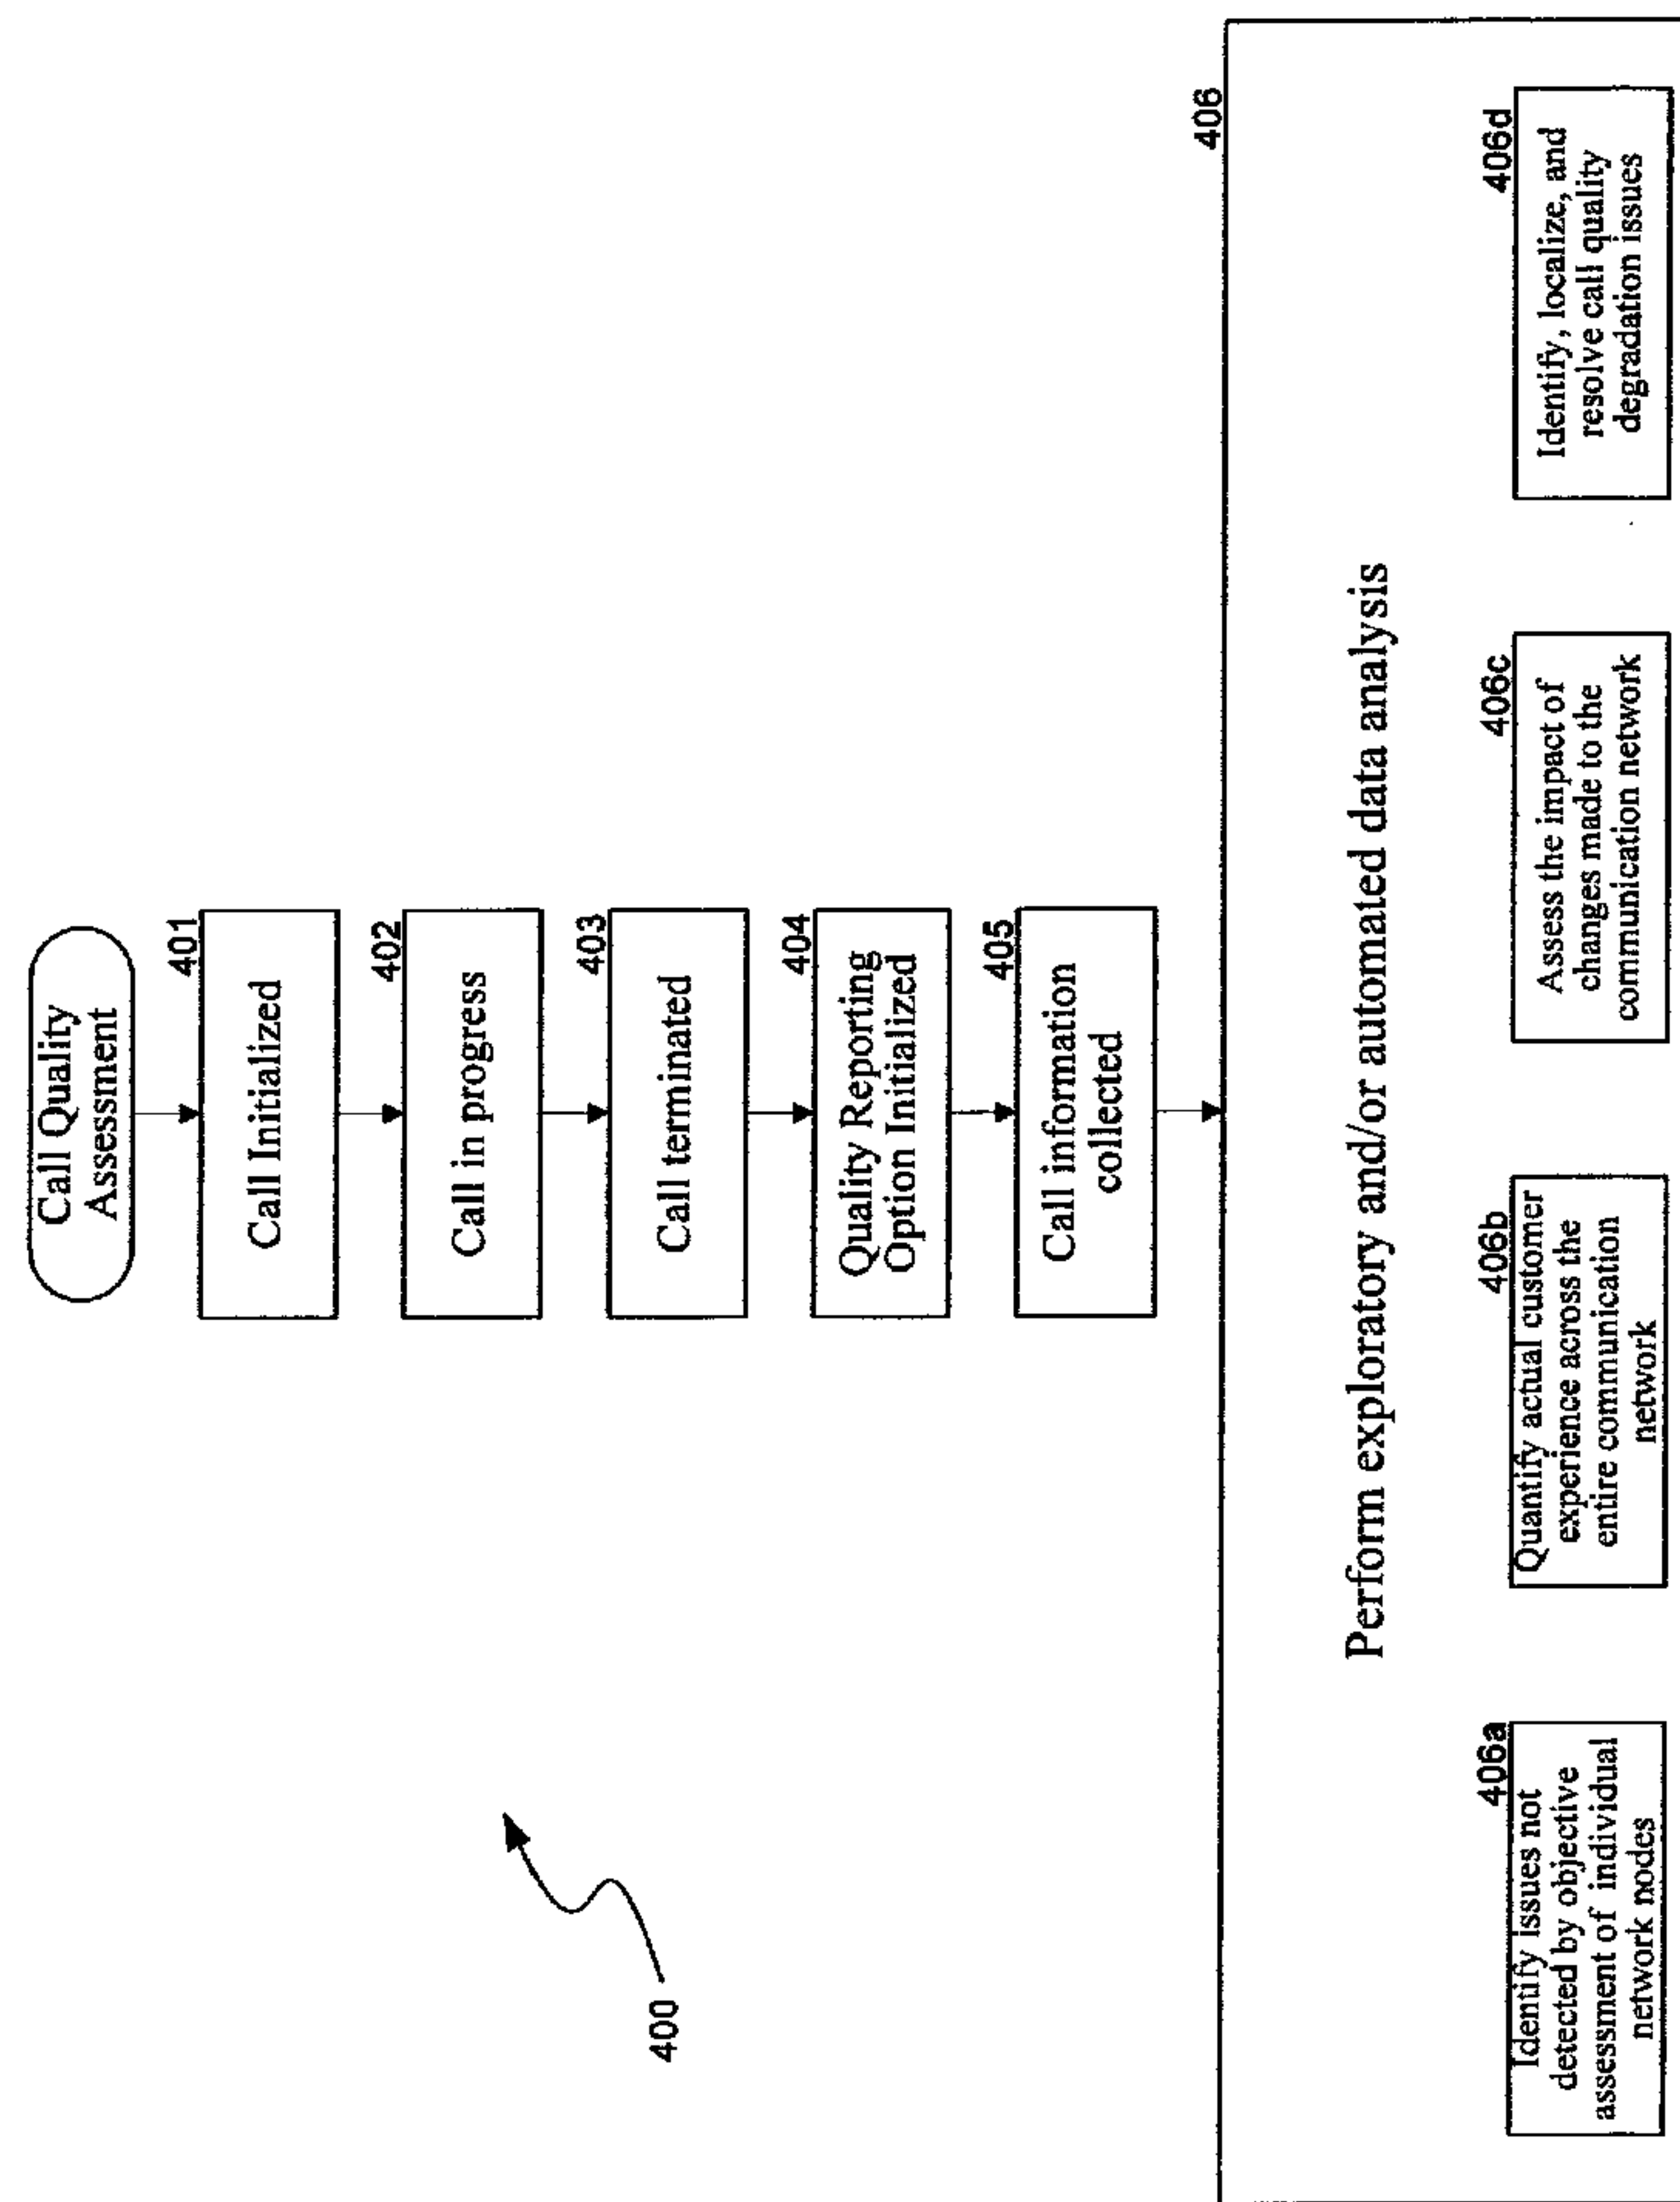 Call Quality
Assessment
401
Call Initialized
402
Call in progress
403
Call terminated
404
Quality Reporting
Option Initialized
405
Call information
collected
400
406
Perform exploratory and/or automated data analysis
406a
Identify issues not
detected by objective
assessment of individual
network nodes
406b
Quantify actual customer
experience across the
entire communication
network
406c
Assess the impact of
changes made to the
communication network
406d
Identify, localize, and
resolve call quality
degradation issues